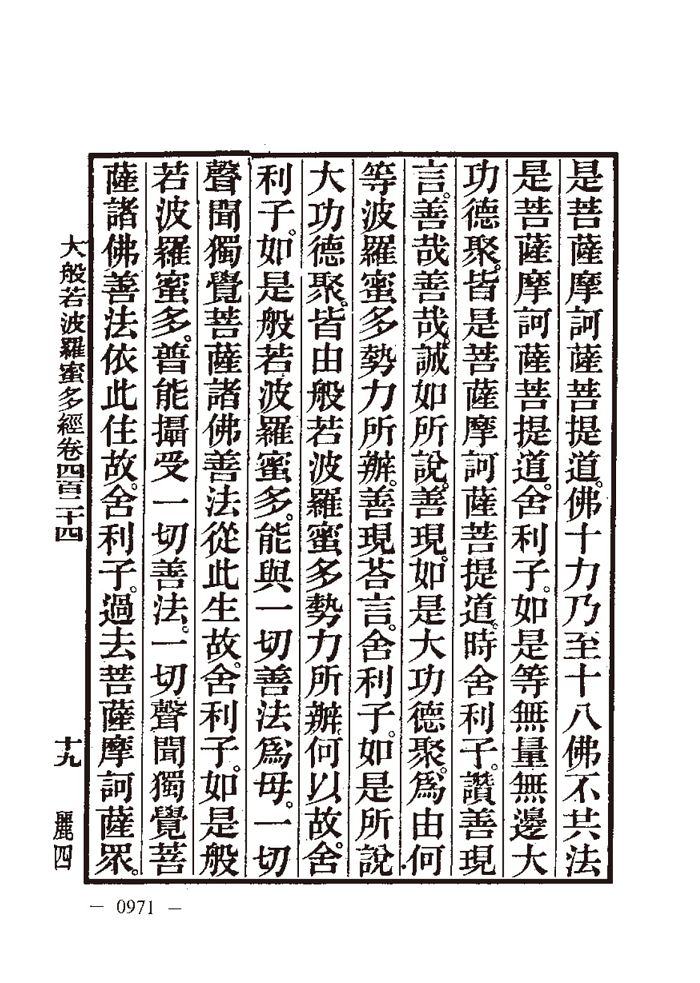 是菩薩摩訶薩菩提道。佛十力乃至十八佛不共法
是菩薩摩訶薩菩提道。舍利子。如是等無量無邊大
功德聚。皆是菩薩摩訶薩菩提道。時舍利子。讚善現
言。善哉善哉。誠如所說。善現。如是大功德聚。為由何
等波羅蜜多勢力所辦。善現荅言。舍利子。如是所說
大功德聚。皆由般若波羅蜜多勢力所辦。何以故。舍
利子。如是般若波羅蜜多。能與一切善法為母。一切
聲聞獨覺菩薩諸佛善法從此生故。舍利子。如是般
若波羅蜜多。普能攝受一切善法。一切聲聞獨覺菩
薩諸佛善法依此住故。舍利子。過去菩薩摩訶薩眾。
大般若波羅蜜多經卷四百二十四 十九 麗四
— 0971 —